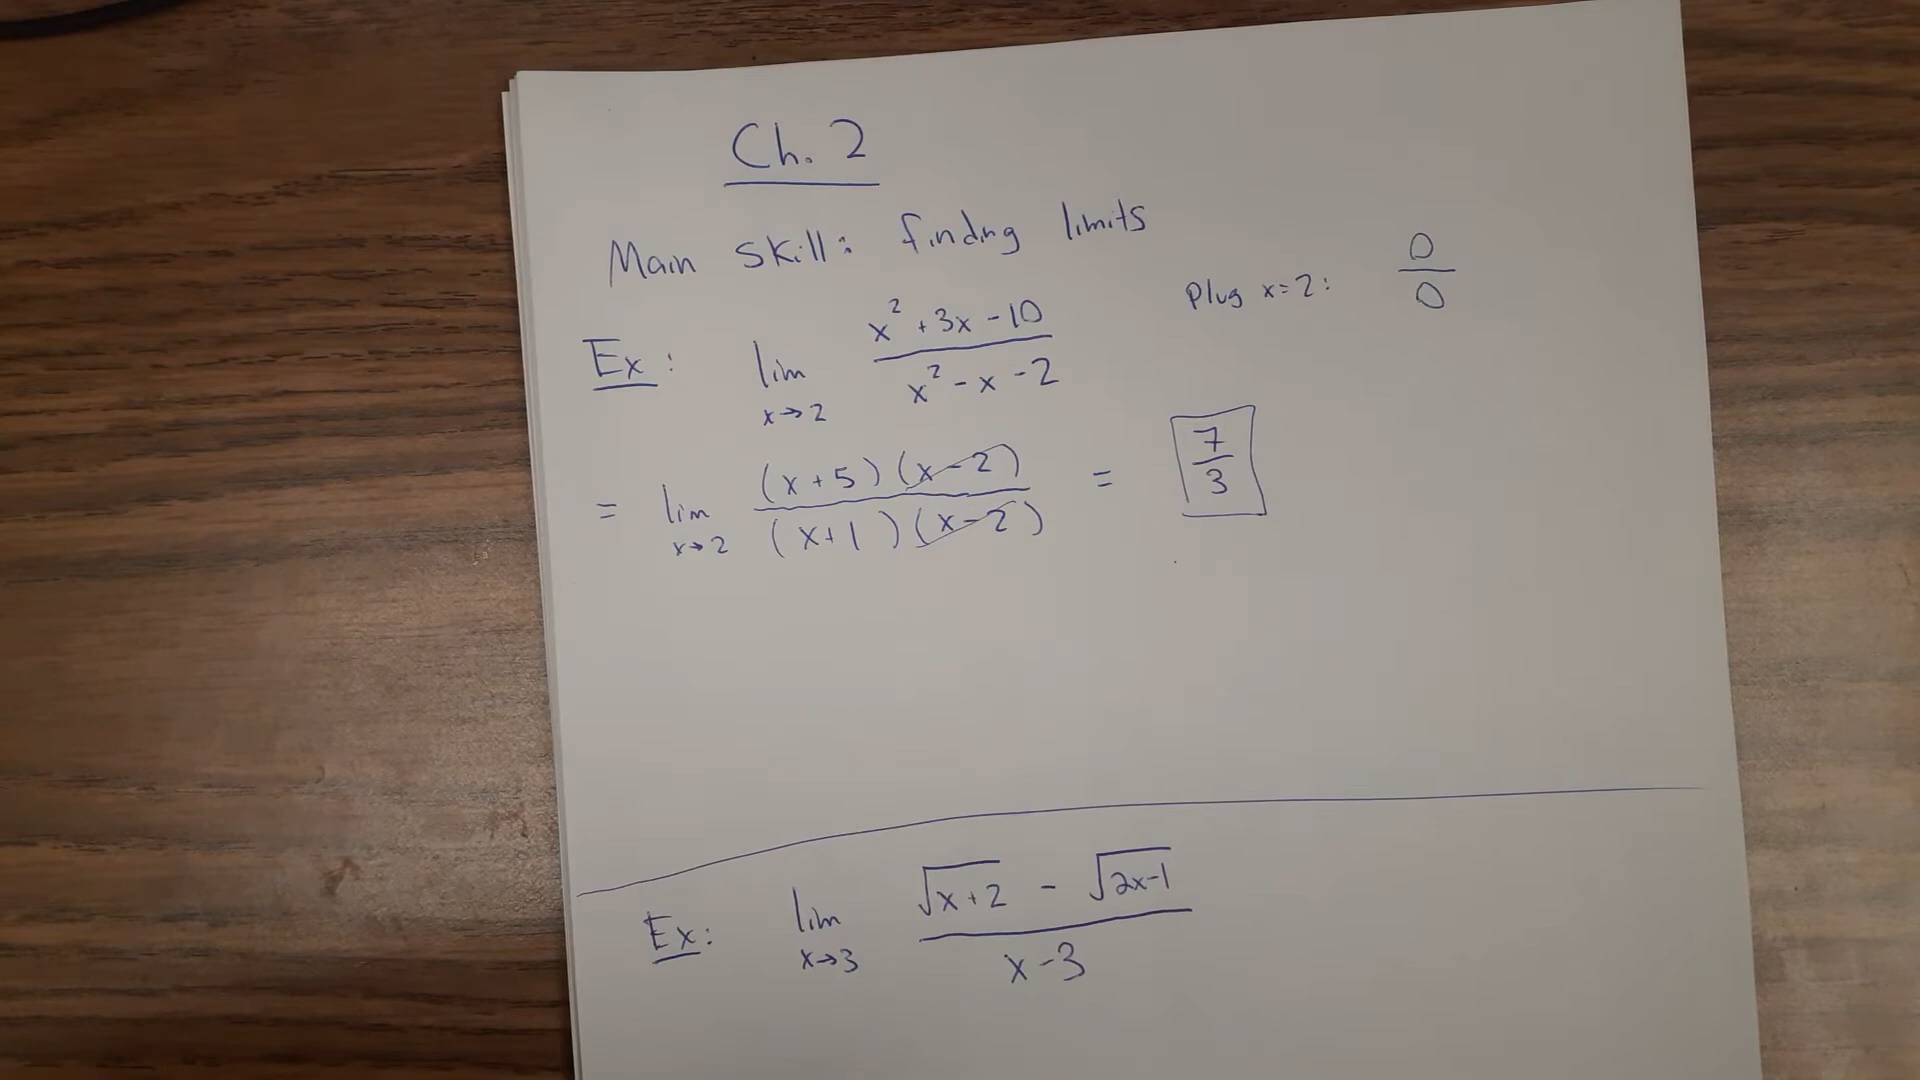 Ch. 2
Main skill: finding limits
Plug x=2: 0/0
Ex: lim x→2 (x² + 3x - 10)/(x² - x - 2)
= lim x→2 ((x+5)(x-2))/((x+1)(x-2)) = 7/3
Ex: lim x→3 (√(x+2) - √(2x-1))/(x-3)